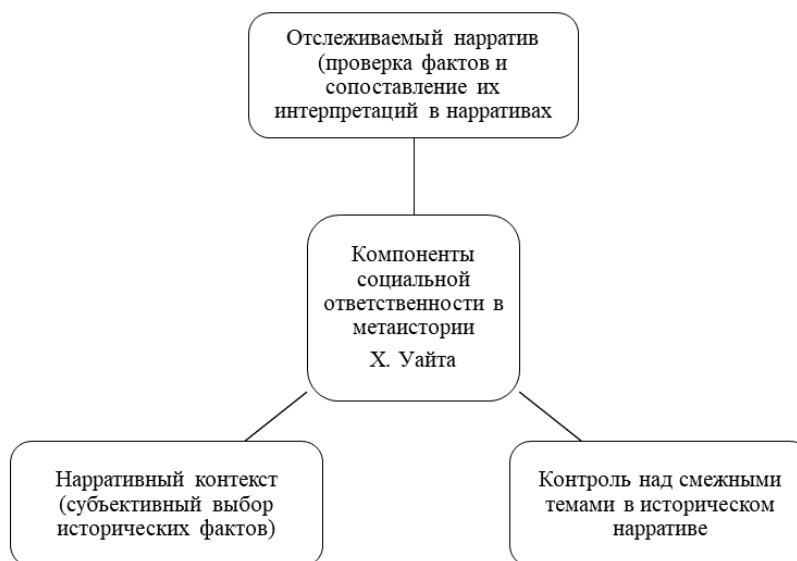 Отслеживаемый нарратив
(проверка фактов и
сопоставление их
интерпретаций в нарративах
Компоненты
социальной
ответственности в
метаистории
Х. Уайта
Нарративный контекст
(субъективный выбор
исторических фактов)
Контроль над смежными
темами в историческом
нарративе